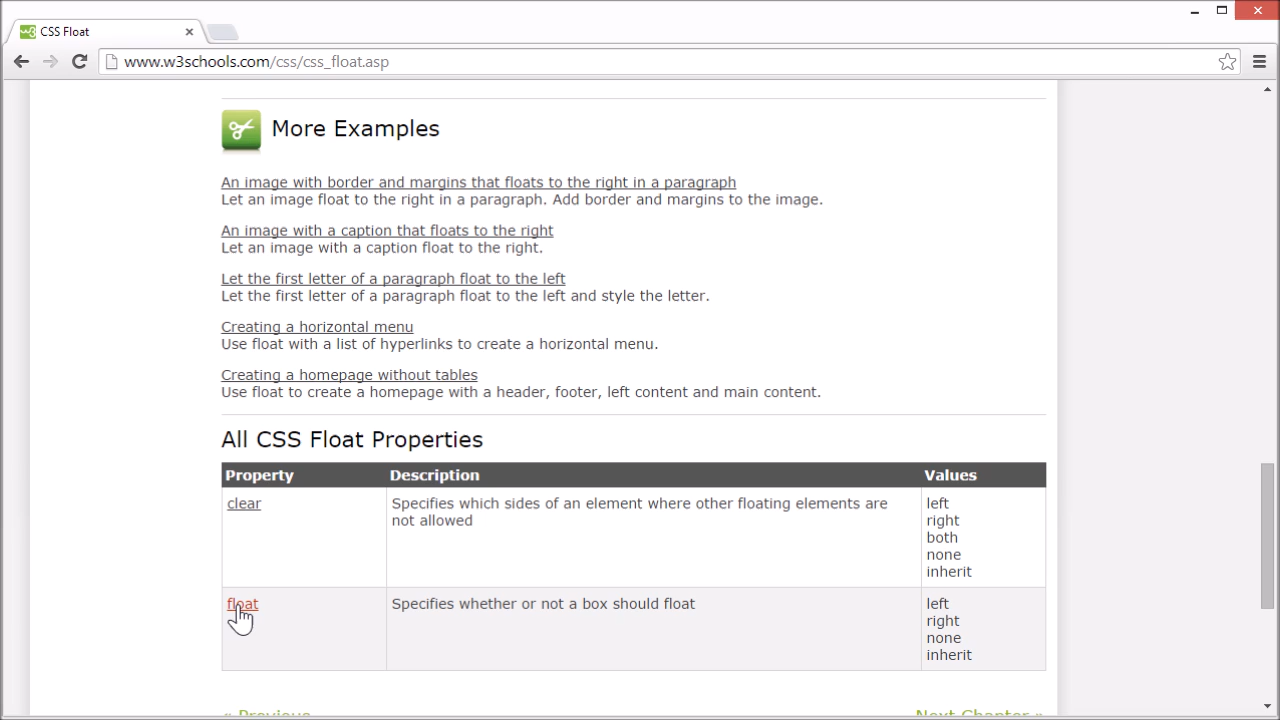 CSS Float
www.w3schools.com/css/css_float.asp
More Examples
An image with border and margins that floats to the right in a paragraph
Let an image float to the right in a paragraph. Add border and margins to the image.
An image with a caption that floats to the right
Let an image with a caption float to the right.
Let the first letter of a paragraph float to the left
Let the first letter of a paragraph float to the left and style the letter.
Creating a horizontal menu
Use float with a list of hyperlinks to create a horizontal menu.
Creating a homepage without tables
Use float to create a homepage with a header, footer, left content and main content.
All CSS Float Properties
Property Description Values
clear Specifies which sides of an element where other floating elements are left
not allowed right
both
none
inherit
float Specifies whether or not a box should float left
right
none
inherit
« Previous Next Chapter »